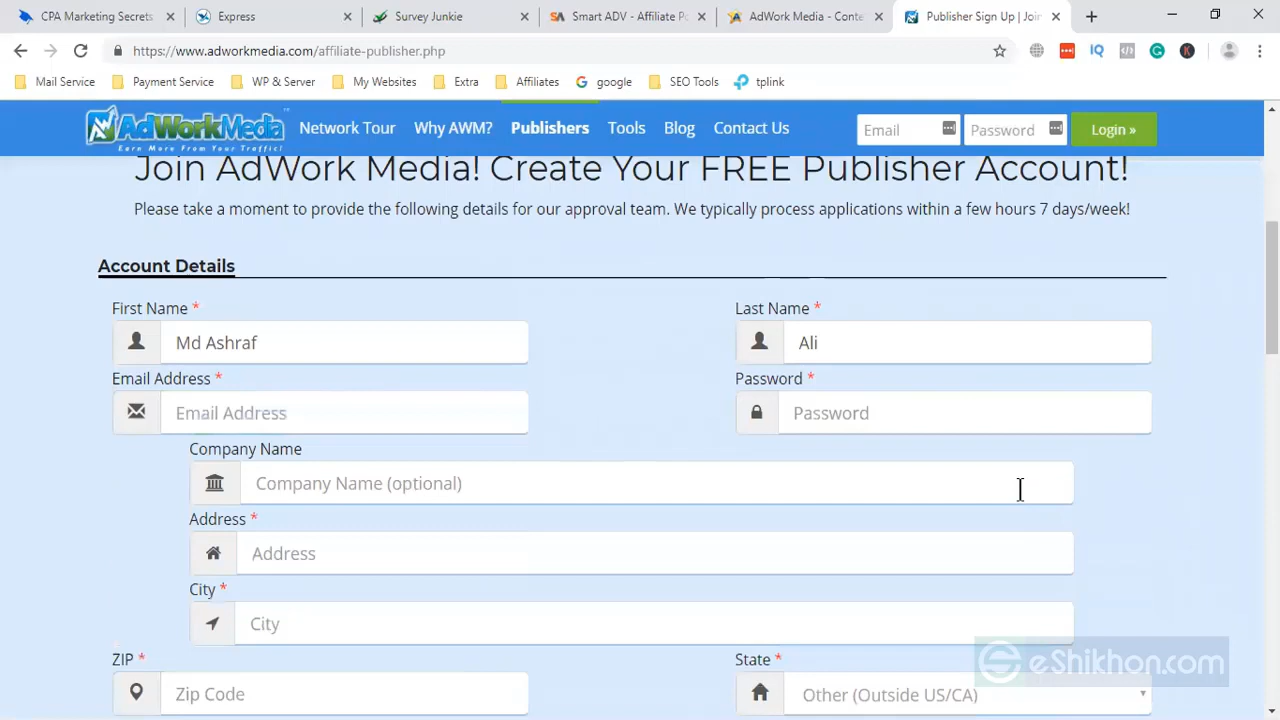 CPA Marketing Secrets
Express
Survey Junkie
Smart ADV - Affiliate Po
AdWork Media - Conte
Publisher Sign Up | Join
https://www.adworkmedia.com/affiliate-publisher.php
Mail Service
Payment Service
WP & Server
My Websites
Extra
Affiliates
google
SEO Tools
tplink
AdWorkMedia
Earn More From Your Traffic!
Network Tour
Why AWM?
Publishers
Tools
Blog
Contact Us
Email
Password
Login »
Join AdWork Media! Create Your FREE Publisher Account!
Please take a moment to provide the following details for our approval team. We typically process applications within a few hours 7 days/week!
Account Details
First Name *
Last Name *
Md Ashraf
Ali
Email Address *
Password *
Email Address
Password
Company Name
Company Name (optional)
Address *
Address
City *
City
ZIP *
State *
Zip Code
Other (Outside US/CA)
eShikhon.com